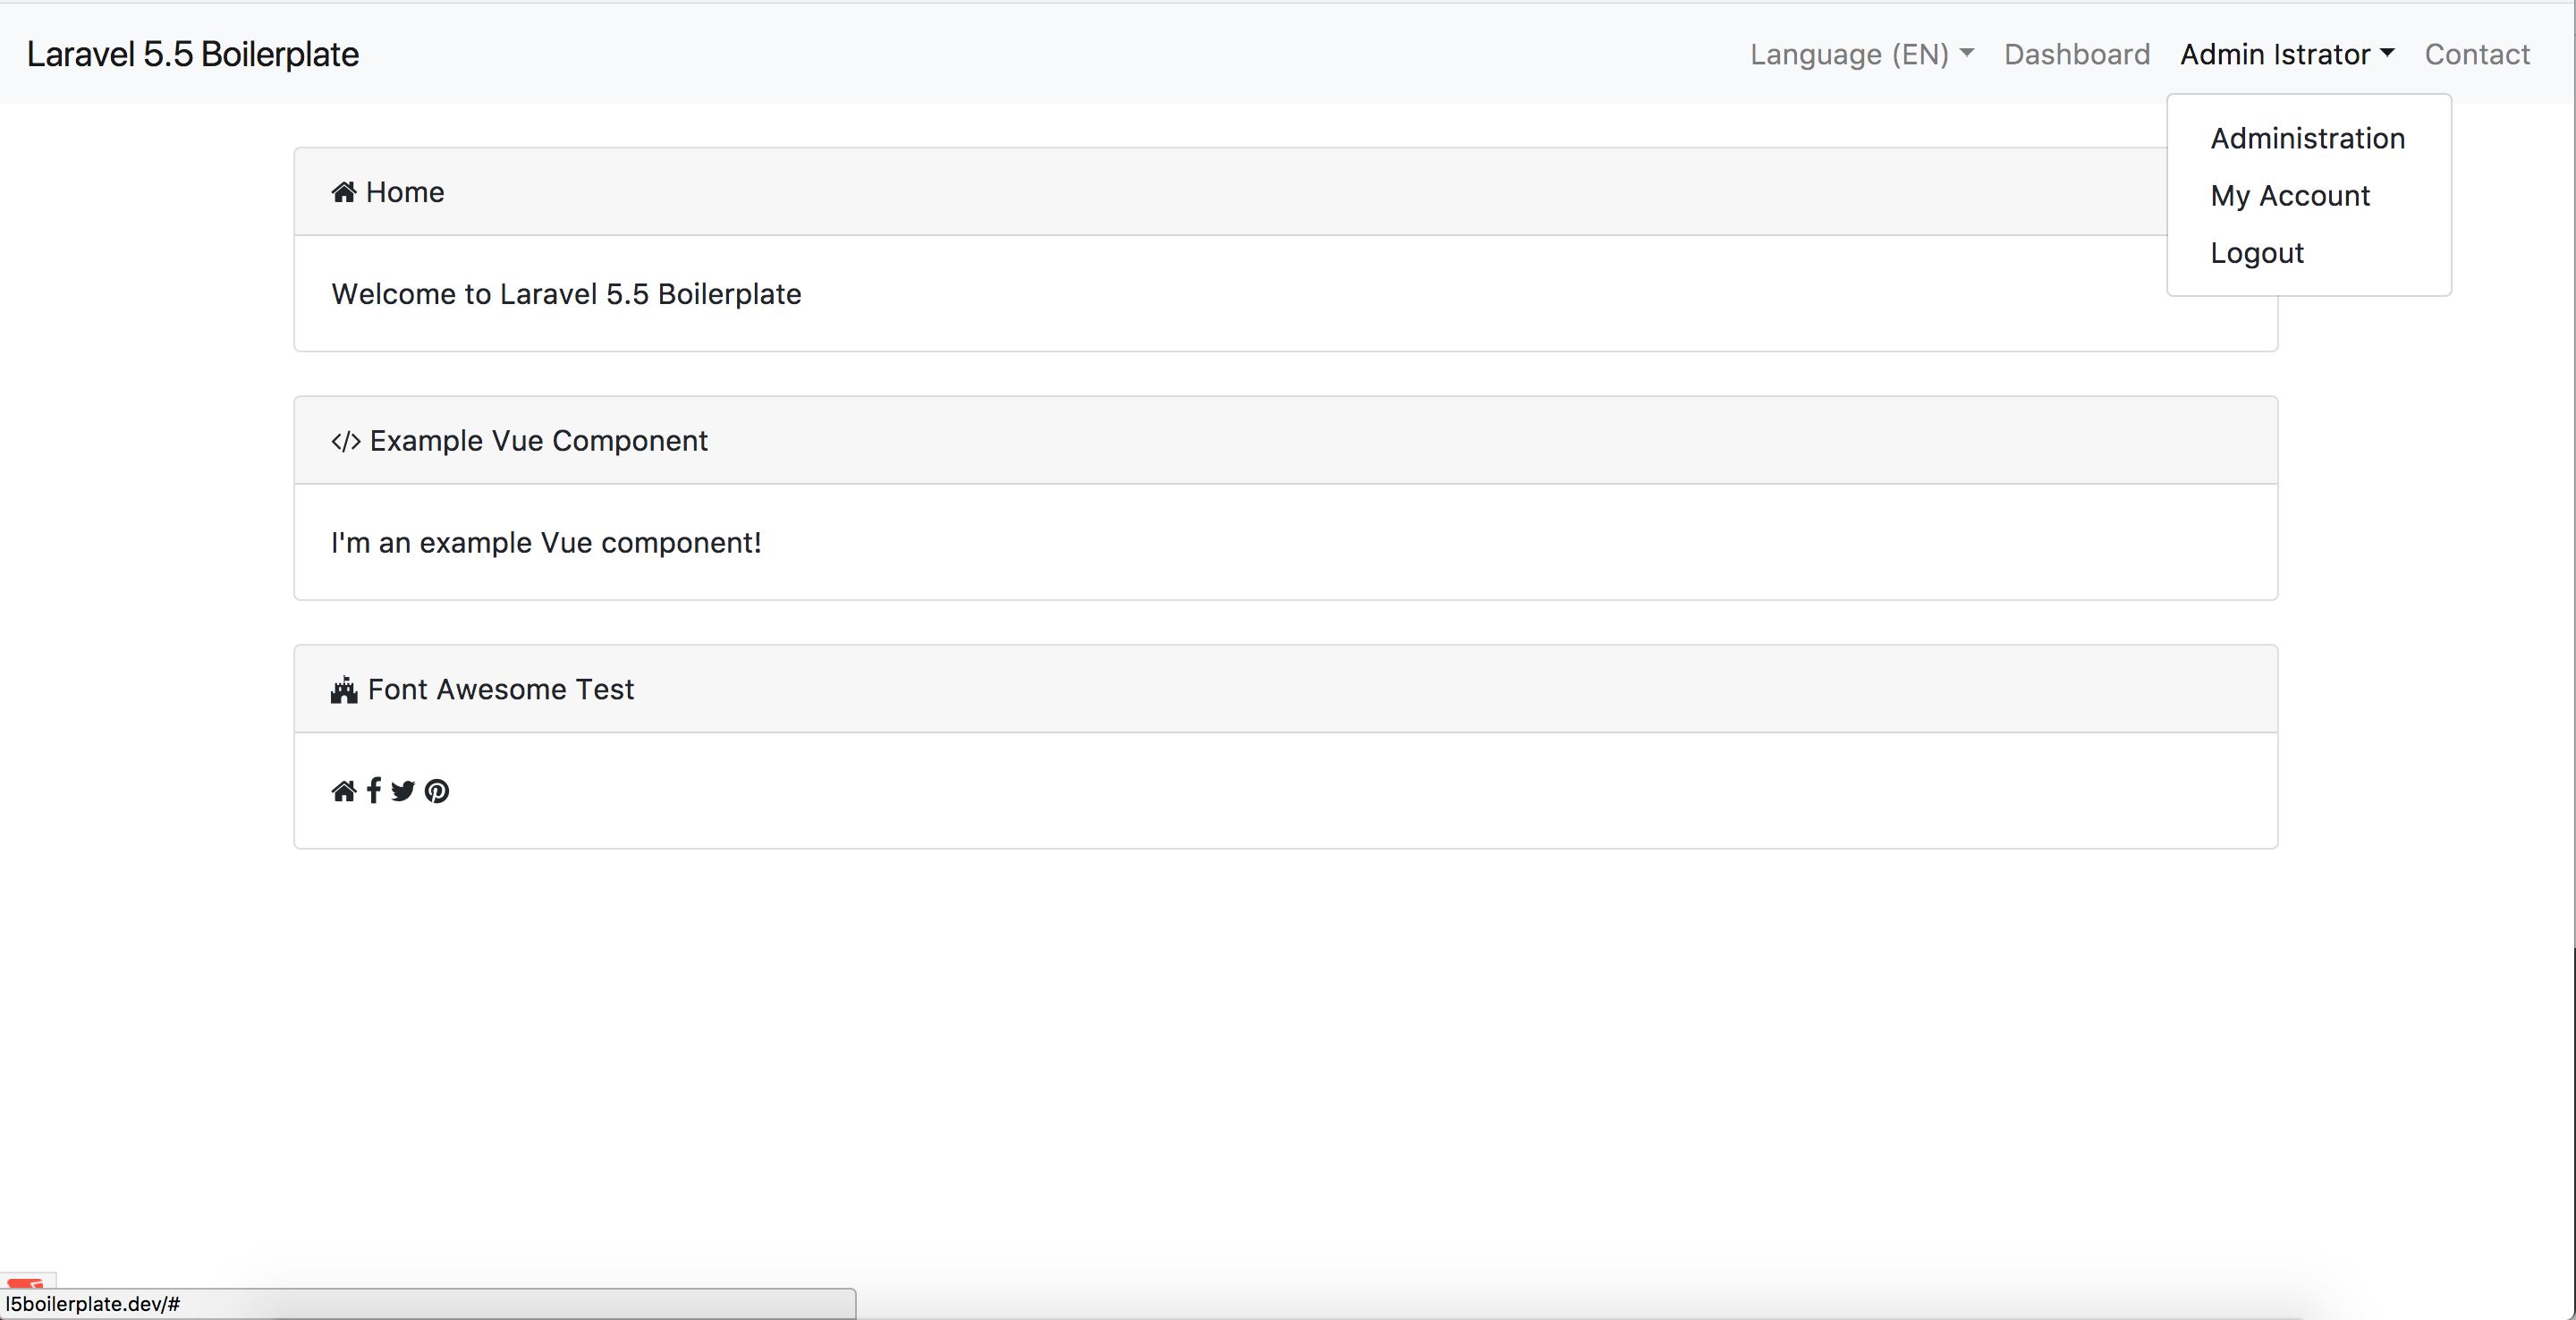 Laravel 5.5 Boilerplate
Language (EN) Dashboard Admin Istrator Contact
Administration
My Account
Logout
Home
Welcome to Laravel 5.5 Boilerplate
Example Vue Component
I'm an example Vue component!
Font Awesome Test
l5boilerplate.dev/#